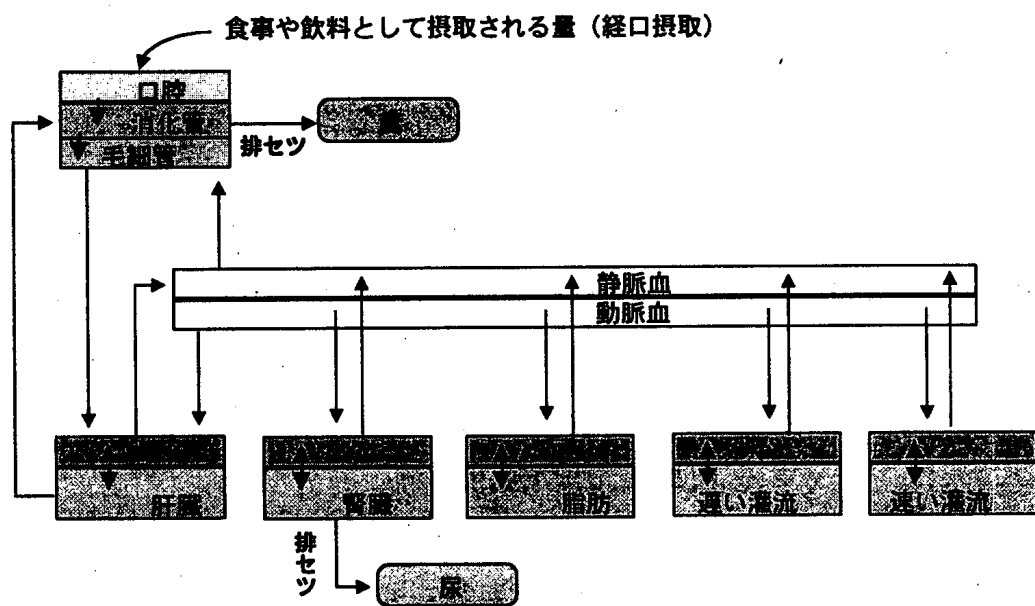 食事や飲料として摂取される量（経口摂取）
口腔
消化管
毛細管
排セツ
糞
静脈血
動脈血
肝臓
腎臓
脂肪
遅い灌流
速い灌流
排セツ
尿